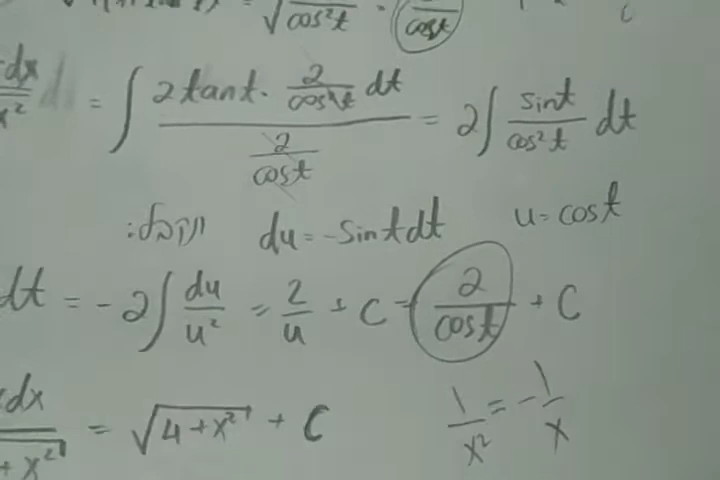 = √cos²t · cost
dx/x² = ∫ (2tant · 2/cos²t dt)/(2/cost) = 2∫ sint/cos²t dt
du = -sintdt u = cost
dt = -2∫ du/u² = 2/u + C = 2/cost + C
dx/√+x² = √4+x² + C 1/x² = -1/x